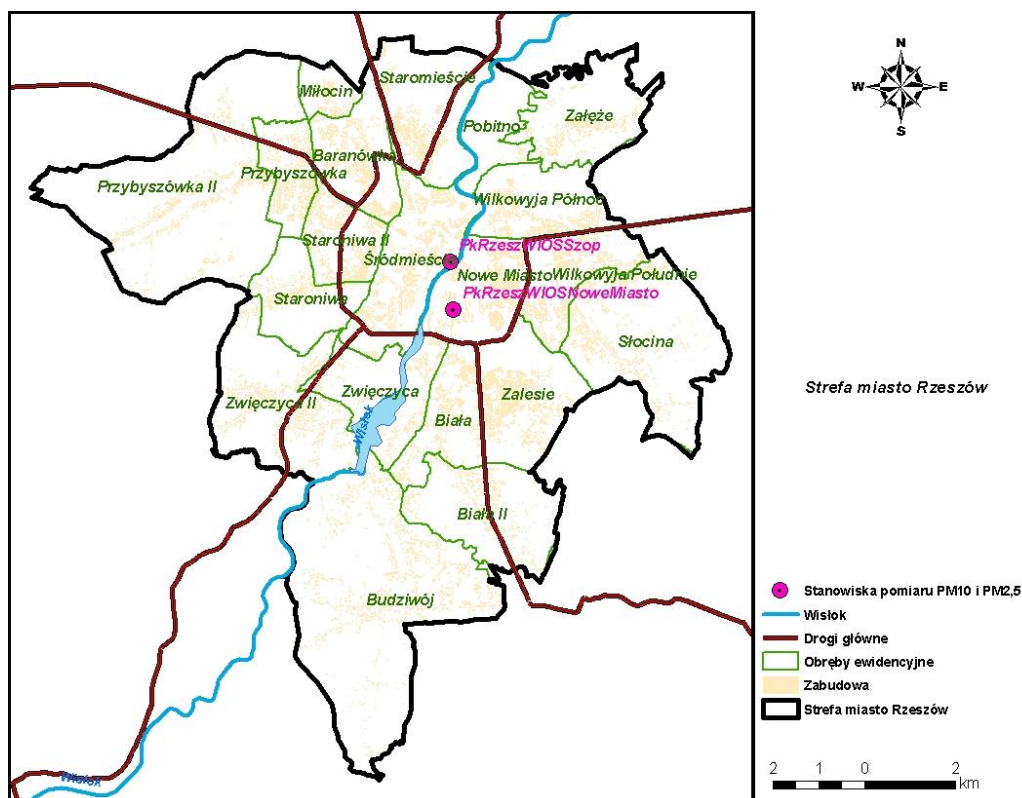 N
W E
S
Staromieście
Miłocin
Załęże
Pobitno
Baranówka
Przybyszówka
Przybyszówka II
Wilkowyja Północ
Staroniwa II
PkRzeszWIOSSzop
Śródmieście
Nowe Miasto
Wilkowyja Południe
PkRzeszWIOSNoweMiasto
Staroniwa
Słocina
Strefa miasto Rzeszów
Zwięczyca
Zalesie
Zwięczyca II
Biała
Wisłok
Biała II
Budziwój
Wisłok
Stanowiska pomiaru PM10 i PM2,5
Wisłok
Drogi główne
Obręby ewidencyjne
Zabudowa
Strefa miasto Rzeszów
2 1 0 2
km